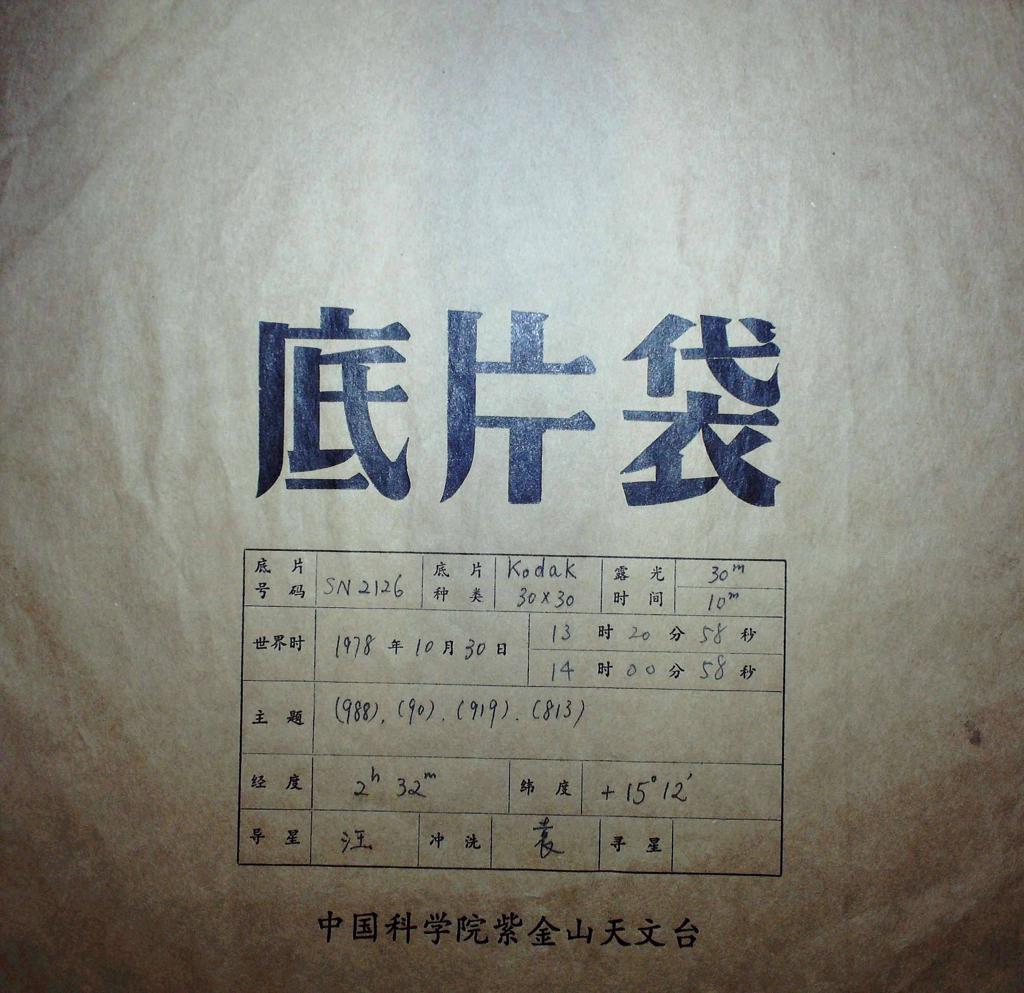 底片袋
底片号码 SN2126 底片种类 Kodak 30×30 露光时间 30ᵐ 10ᵐ
世界时 1978年10月30日 13时20分58秒
14时00分58秒
主题 (988), (90), (919), (813)
经度 2ʰ 32ᵐ 纬度 +15°12′
导星 汪 冲洗 袁 寻星
中国科学院紫金山天文台